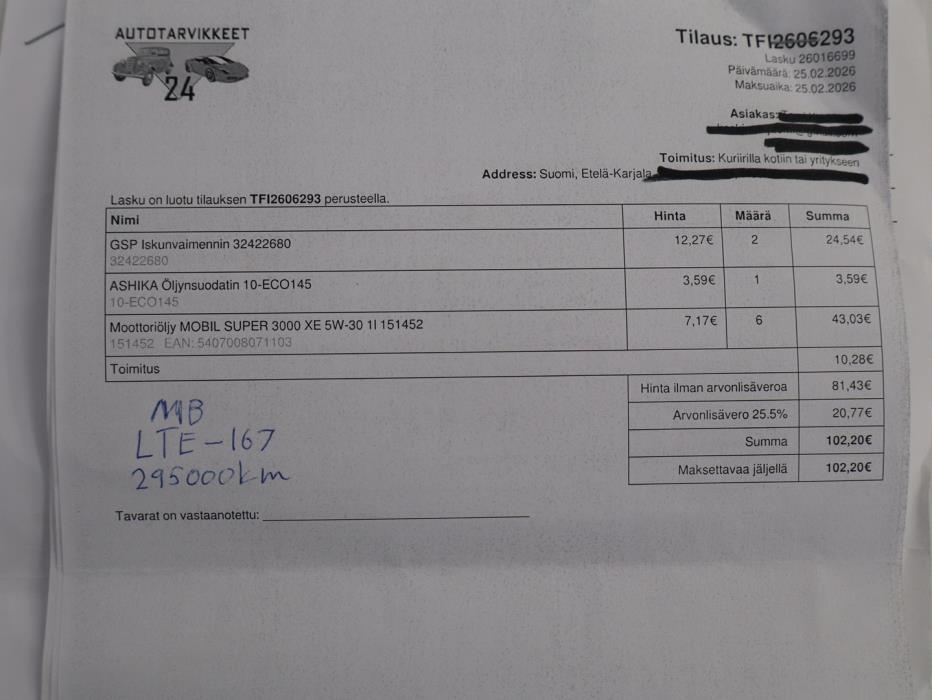 AUTOTARVIKKEET
24
Tilaus: TFI2606293
Lasku 26016699
Päivämäärä: 25.02.2026
Maksuaika: 25.02.2026
Asiakas:
Toimitus: Kuriirilla kotiin tai yritykseen
Address: Suomi, Etelä-Karjala
Lasku on luotu tilauksen TFI2606293 perusteella.
Nimi Hinta Määrä Summa
GSP Iskunvaimennin 32422680 12,27€ 2 24,54€
32422680
ASHIKA Öljynsuodatin 10-ECO145 3,59€ 1 3,59€
10-ECO145
Moottoriöljy MOBIL SUPER 3000 XE 5W-30 1l 151452 7,17€ 6 43,03€
151452 EAN: 5407008071103
Toimitus 10,28€
Hinta ilman arvonlisäveroa 81,43€
Arvonlisävero 25.5% 20,77€
Summa 102,20€
Maksettavaa jäljellä 102,20€
MB
LTE-167
295000km
Tavarat on vastaanotettu: